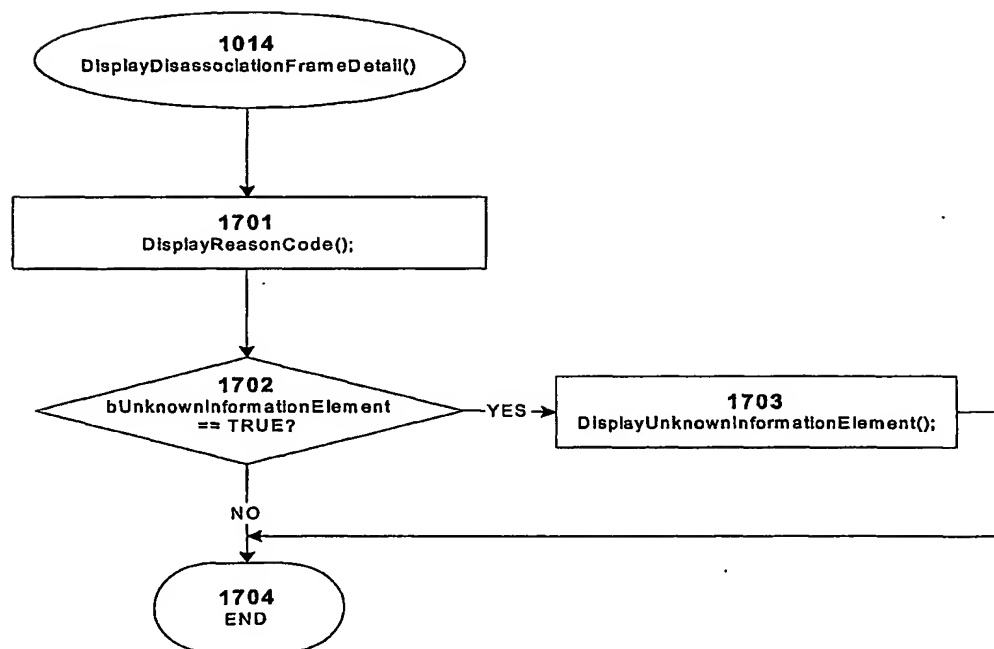 1014
DisplayDisassociationFrameDetail()
1701
DisplayReasonCode();
1702
bUnknownInformationElement
== TRUE?
YES
1703
DisplayUnknownInformationElement();
NO
1704
END